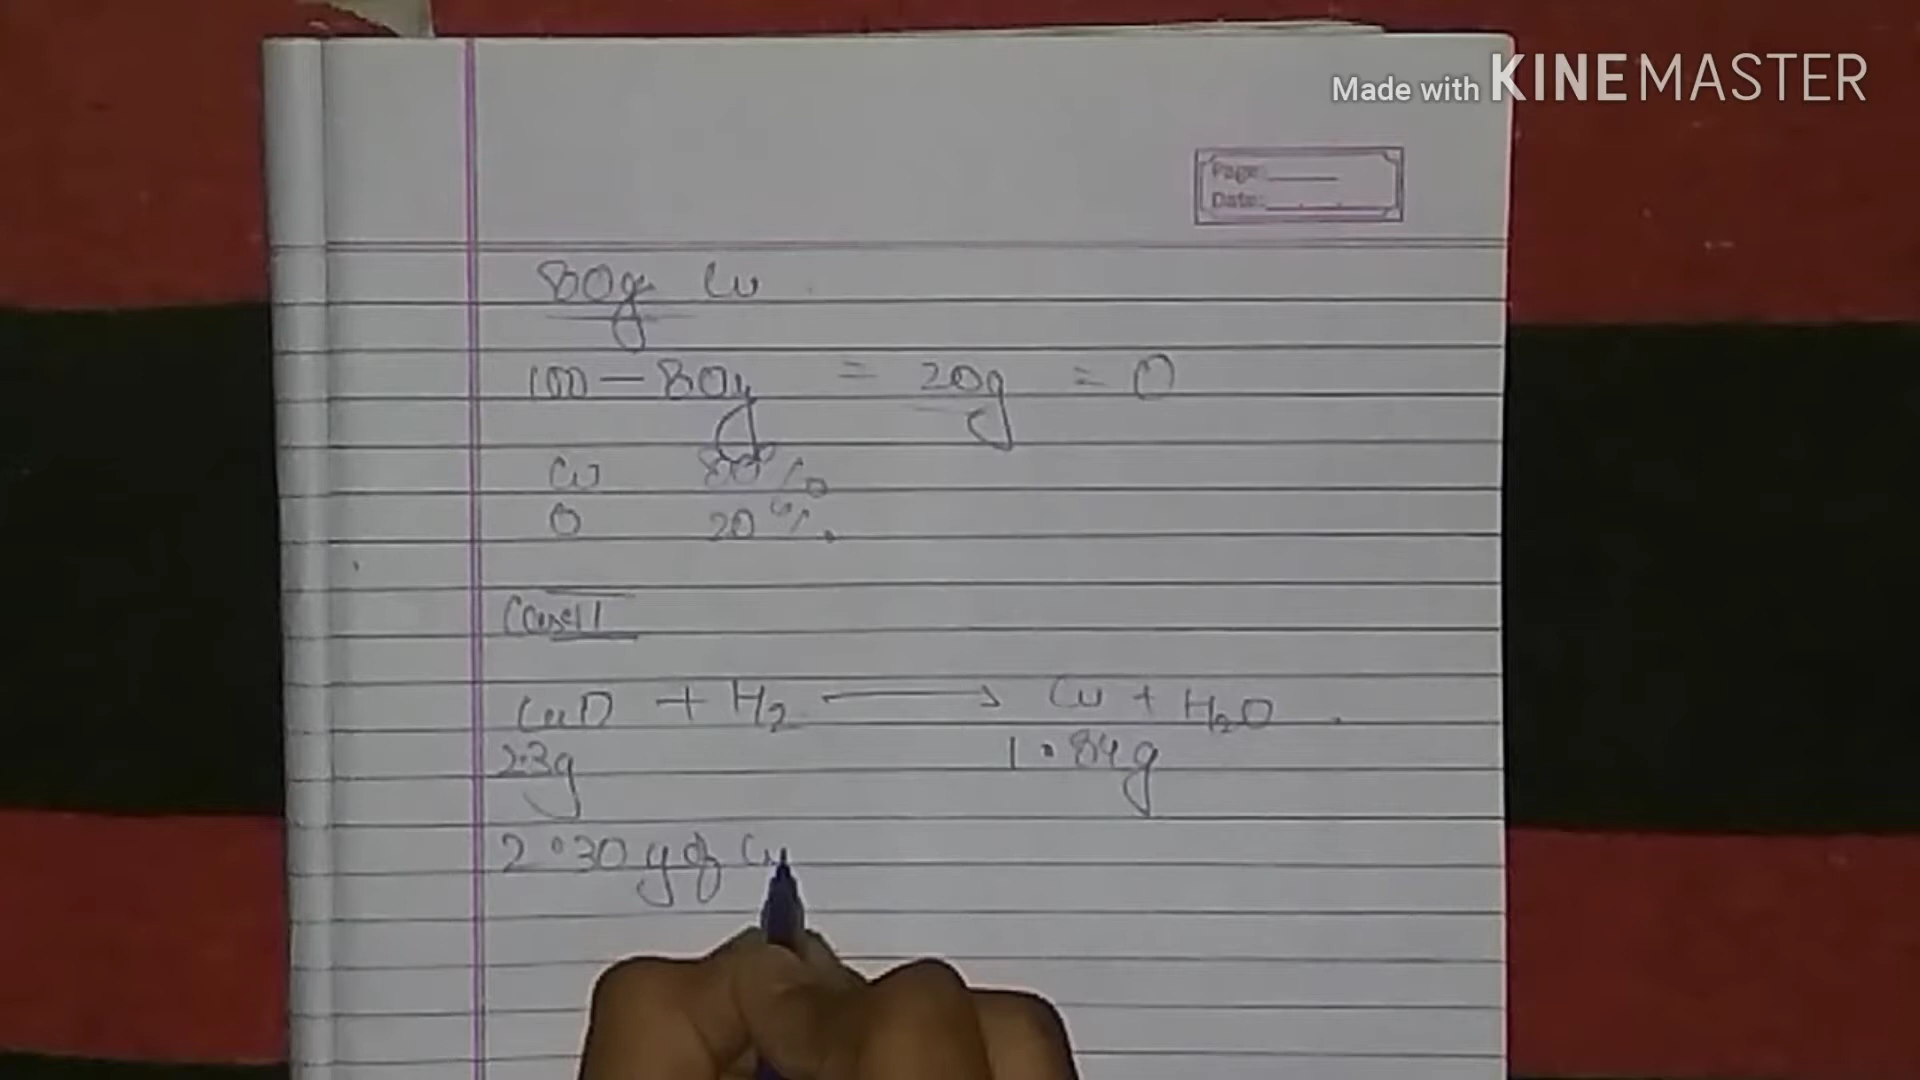 Made with KINEMASTER
Page:
Date:
80g Cu
100 - 80g = 20g = O
Cu 80%
O 20%
Case II
CuO + H2 → Cu + H2O
2.3g 1.84g
2.30 g of Cu